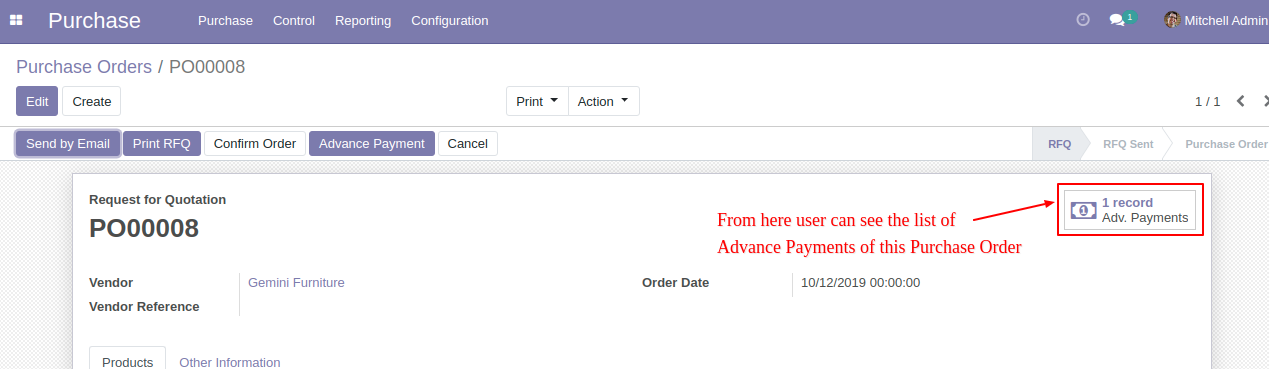 Purchase Purchase Control Reporting Configuration 1 Mitchell Admin
Purchase Orders / PO00008
Edit Create Print Action 1 / 1
Send by Email Print RFQ Confirm Order Advance Payment Cancel RFQ RFQ Sent Purchase Order
Request for Quotation
PO00008
1 record
Adv. Payments
From here user can see the list of
Advance Payments of this Purchase Order
Vendor Gemini Furniture Order Date 10/12/2019 00:00:00
Vendor Reference
Products Other Information